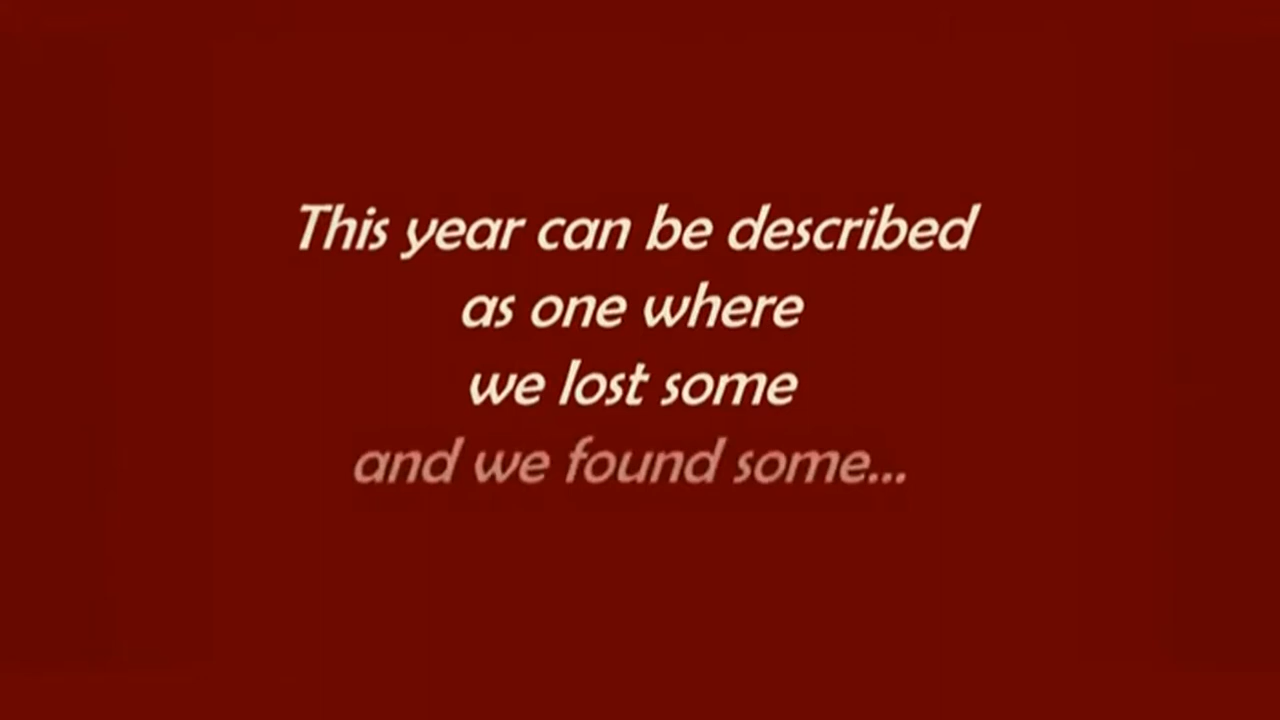 This year can be described
as one where
we lost some
and we found some...